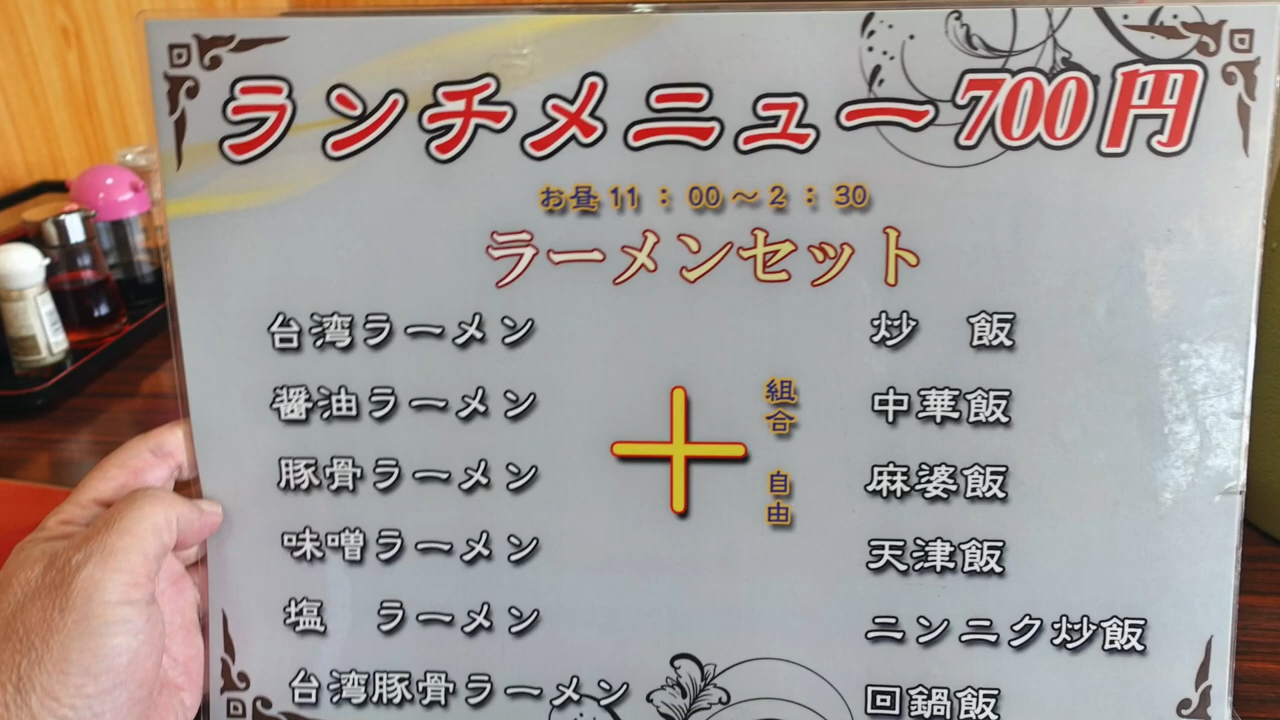 ランチメニュー700円
お昼11：00～2：30
ラーメンセット
台湾ラーメン
醤油ラーメン
豚骨ラーメン
味噌ラーメン
塩　ラーメン
台湾豚骨ラーメン
＋
組合　自由
炒　飯
中華飯
麻婆飯
天津飯
ニンニク炒飯
回鍋飯